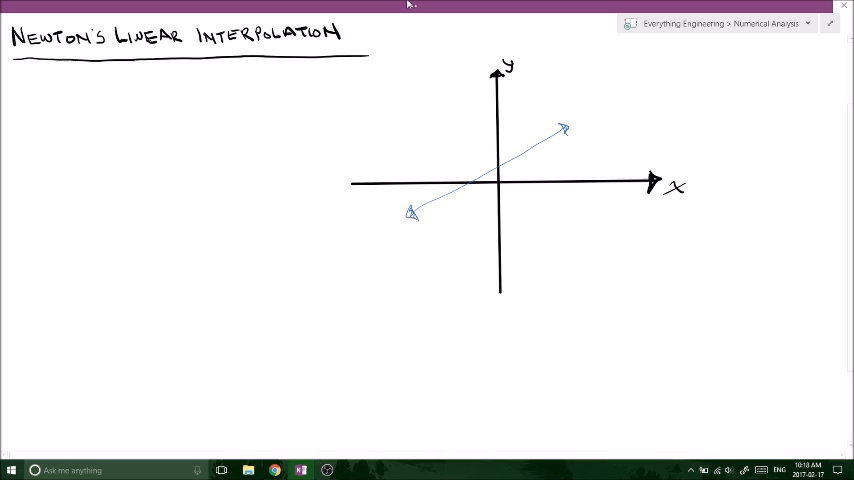 NEWTON'S LINEAR INTERPOLATION
Everything Engineering > Numerical Analysis
y
x
Ask me anything
ENG
10:18 AM
2017-02-17